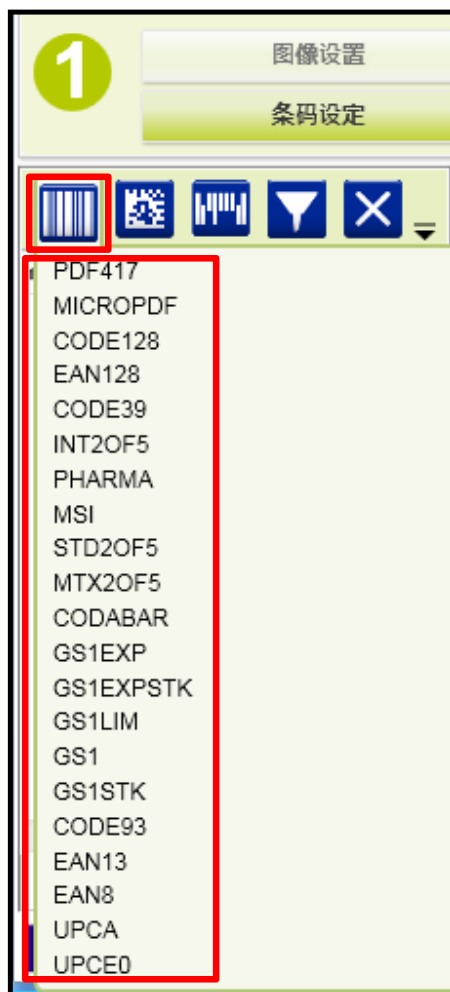 1
图像设置
条码设定
PDF417
MICROPDF
CODE128
EAN128
CODE39
INT2OF5
PHARMA
MSI
STD2OF5
MTX2OF5
CODABAR
GS1EXP
GS1EXPSTK
GS1LIM
GS1
GS1STK
CODE93
EAN13
EAN8
UPCA
UPCE0